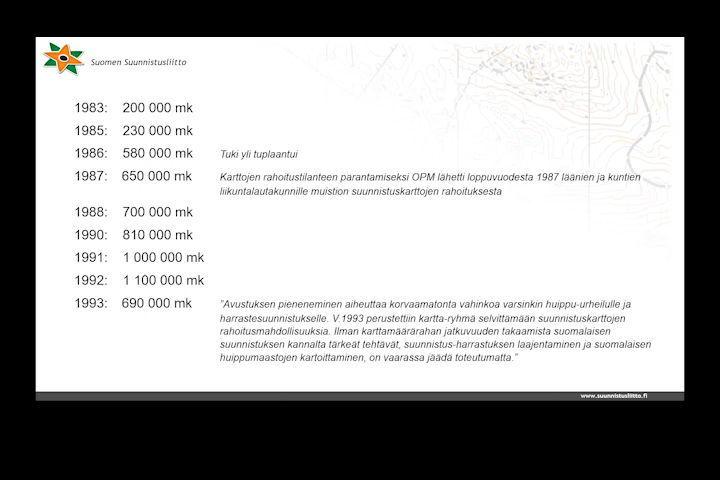 Suomen Suunnistusliitto
1983: 200 000 mk
1985: 230 000 mk
1986: 580 000 mk Tuki yli tuplaantui
1987: 650 000 mk Karttojen rahoitustilanteen parantamiseksi OPM lähetti loppuvuodesta 1987 läänien ja kuntien
liikuntalautakunnille muistion suunnistuskarttojen rahoituksesta
1988: 700 000 mk
1990: 810 000 mk
1991: 1 000 000 mk
1992: 1 100 000 mk
1993: 690 000 mk "Avustuksen pieneneminen aiheuttaa korvaamatonta vahinkoa varsinkin huippu-urheilulle ja
harrastesuunnistukselle. V.1993 perustettiin kartta-ryhmä selvittämään suunnistuskarttojen
rahoitusmahdollisuuksia. Ilman karttamäärärahan jatkuvuuden takaamista suomalaisen
suunnistuksen kannalta tärkeät tehtävät, suunnistus-harrastuksen laajentaminen ja suomalaisen
huippumaastojen kartoittaminen, on vaarassa jäädä toteutumatta."
www.suunnistusliitto.fi